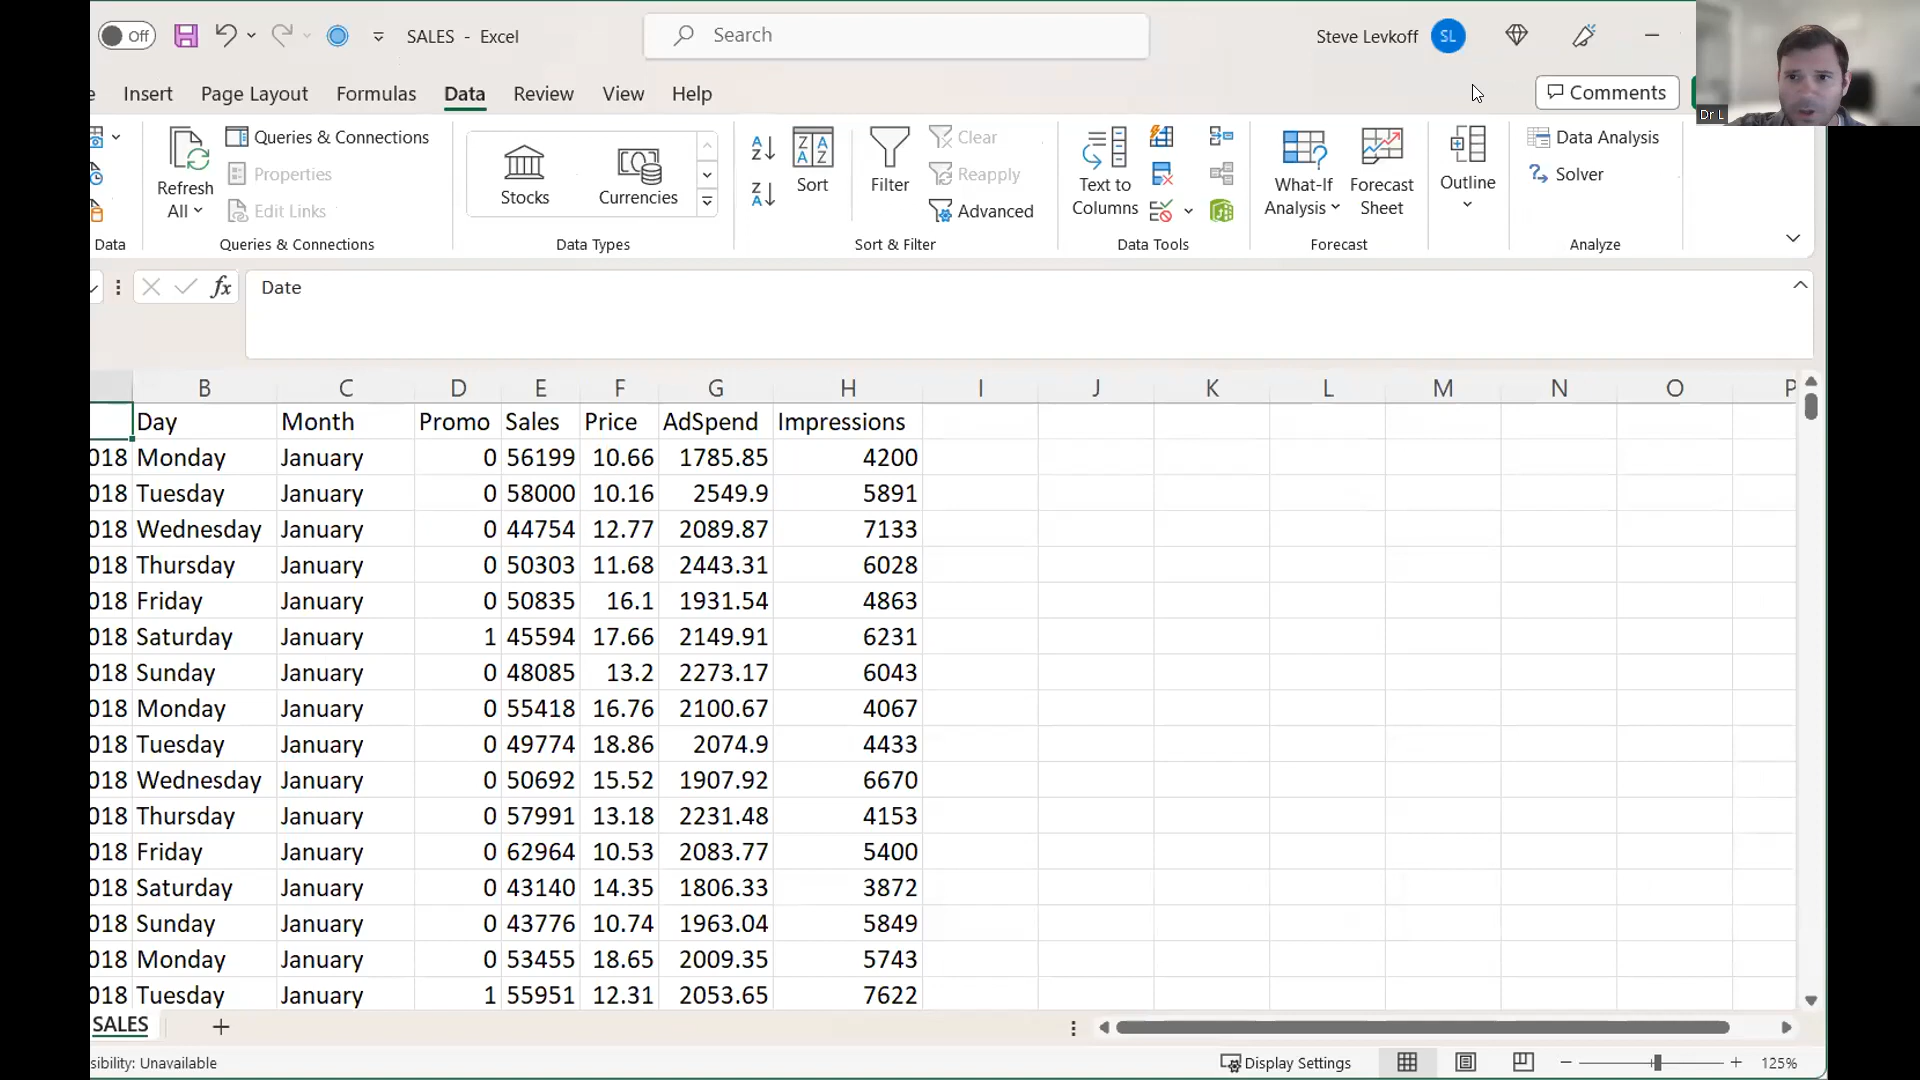 Off SALES - Excel Search Steve Levkoff SL
Insert Page Layout Formulas Data Review View Help Comments
Dr L
Refresh All Queries & Connections Properties Edit Links
Stocks Currencies
A Z Z A Sort Filter Clear Reapply Advanced
Text to Columns
What-If Analysis Forecast Sheet
Outline
Data Analysis
Solver
Data Queries & Connections Data Types Sort & Filter Data Tools Forecast Analyze
fx Date
B C D E F G H I J K L M N O P
Day Month Promo Sales Price AdSpend Impressions
018 Monday January 0 56199 10.66 1785.85 4200
018 Tuesday January 0 58000 10.16 2549.9 5891
018 Wednesday January 0 44754 12.77 2089.87 7133
018 Thursday January 0 50303 11.68 2443.31 6028
018 Friday January 0 50835 16.1 1931.54 4863
018 Saturday January 1 45594 17.66 2149.91 6231
018 Sunday January 0 48085 13.2 2273.17 6043
018 Monday January 0 55418 16.76 2100.67 4067
018 Tuesday January 0 49774 18.86 2074.9 4433
018 Wednesday January 0 50692 15.52 1907.92 6670
018 Thursday January 0 57991 13.18 2231.48 4153
018 Friday January 0 62964 10.53 2083.77 5400
018 Saturday January 0 43140 14.35 1806.33 3872
018 Sunday January 0 43776 10.74 1963.04 5849
018 Monday January 0 53455 18.65 2009.35 5743
018 Tuesday January 1 55951 12.31 2053.65 7622
SALES
sibility: Unavailable Display Settings 125%